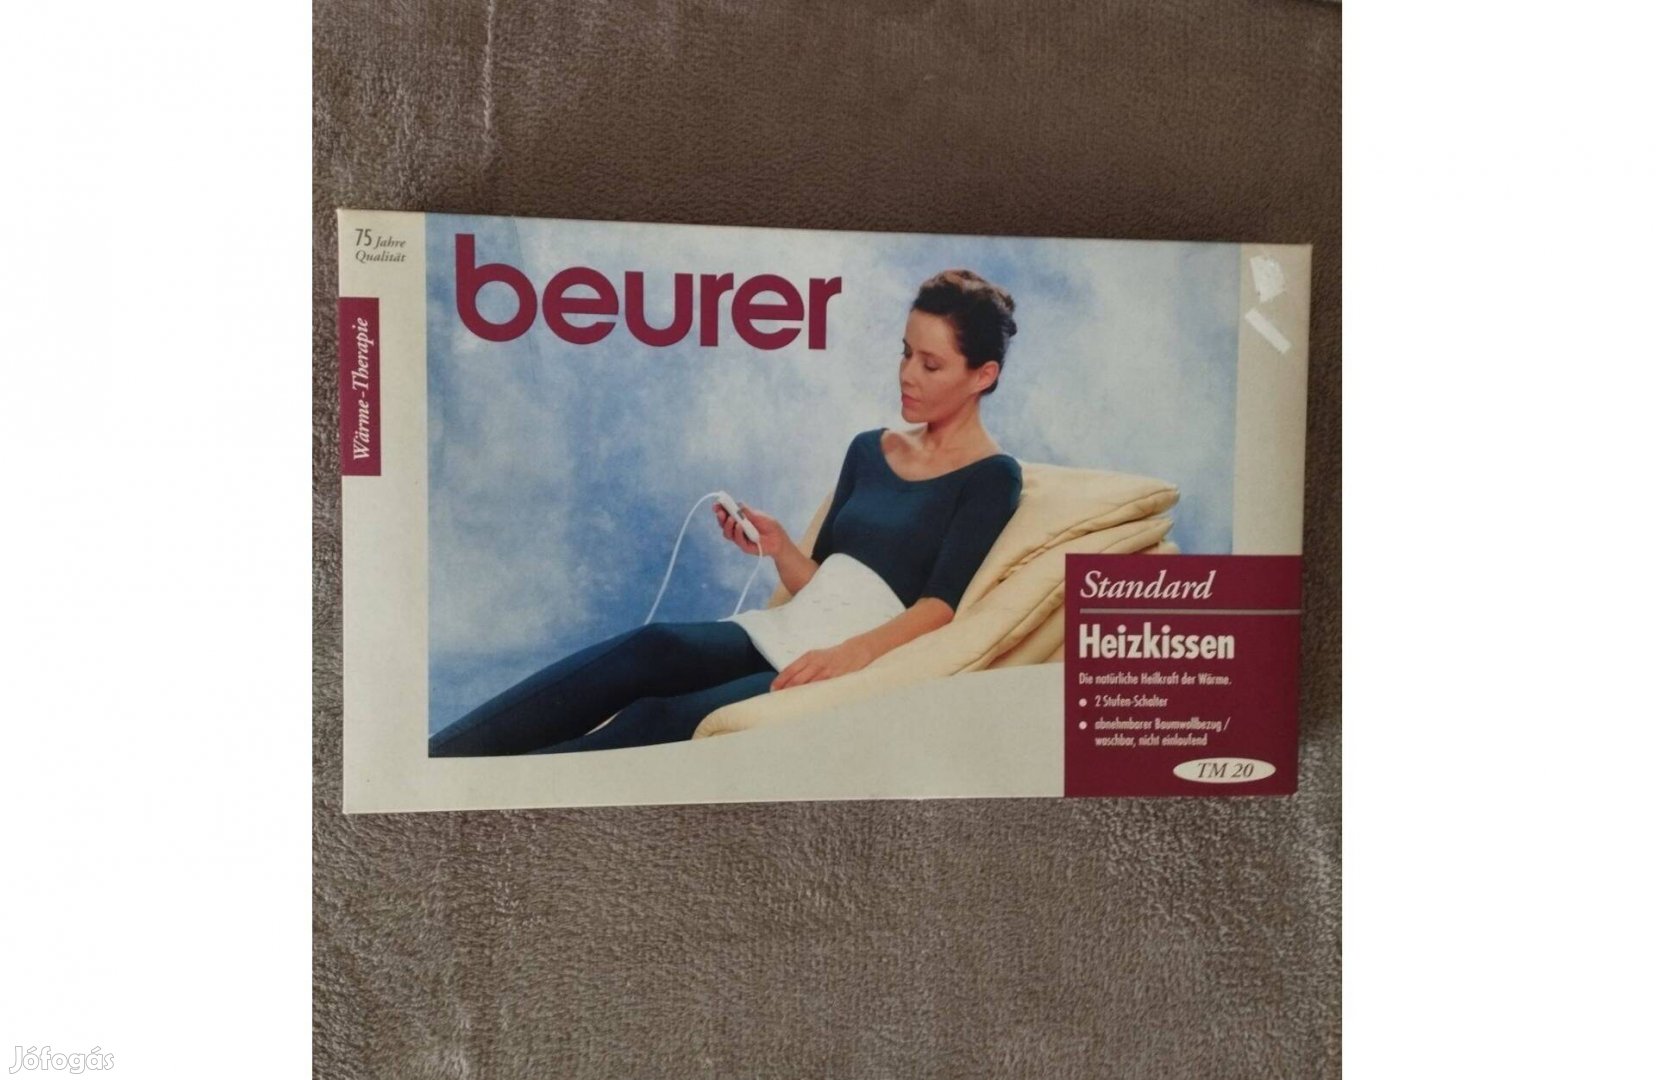 75 Jahre
Qualität
Wärme-Therapie
beurer
Standard
Heizkissen
Die natürliche Heilkraft der Wärme.
• 2 Stufen-Schalter
• abnehmbarer Baumwollbezug /
waschbar, nicht einlaufend
TM 20
Jófogás